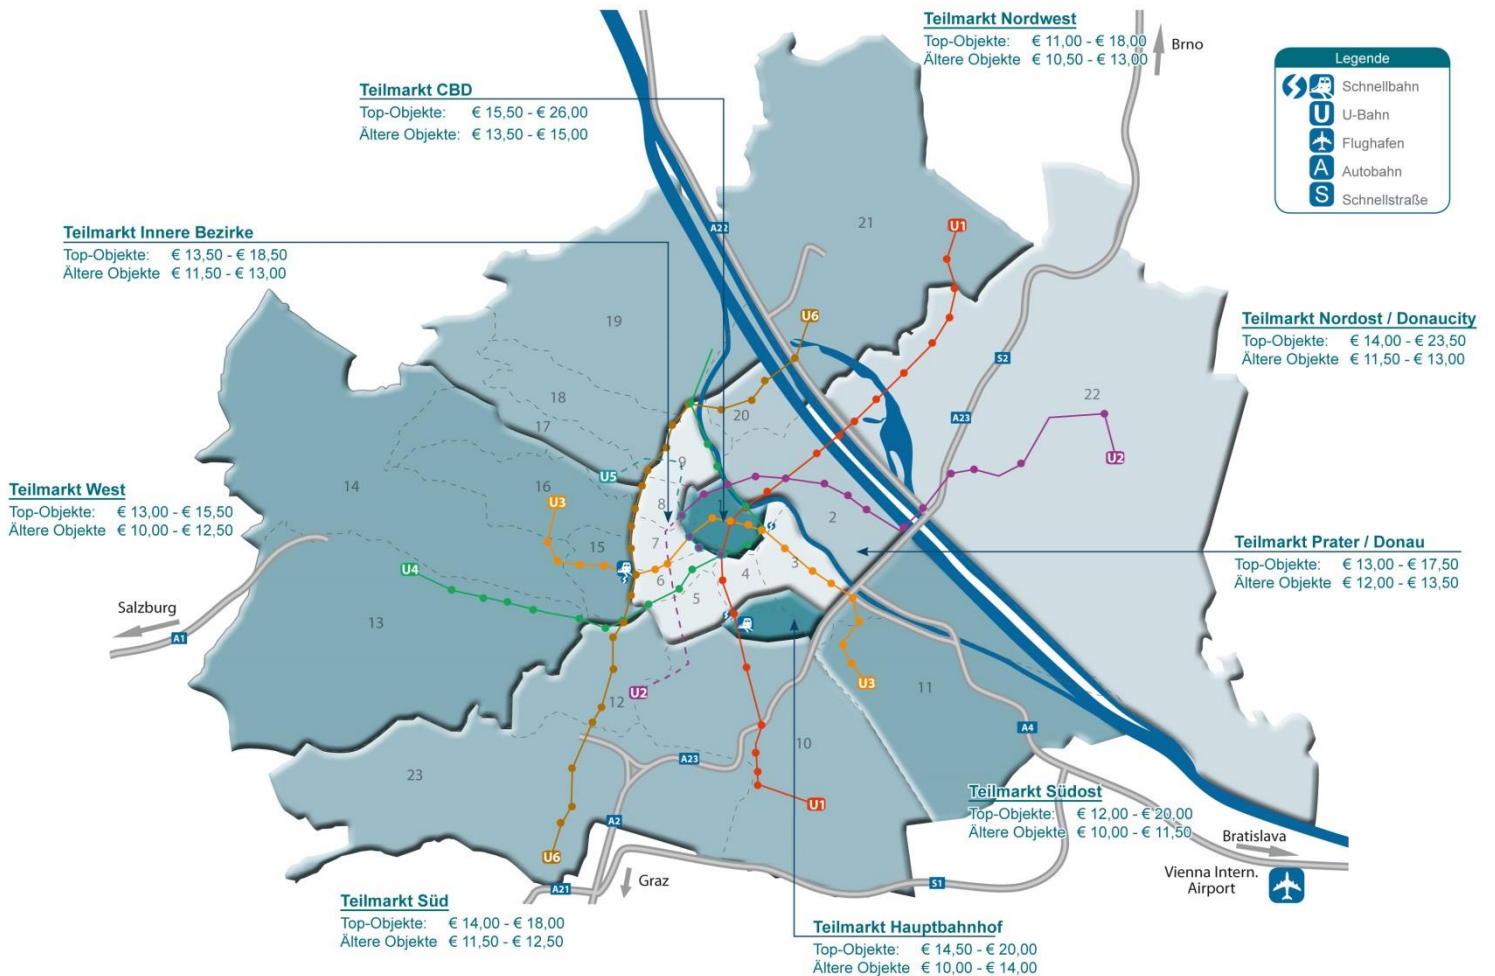 Teilmarkt Nordwest
Top-Objekte: € 11,00 - € 18,00
Ältere Objekte € 10,50 - € 13,00
Brno
Legende
Schnellbahn
U U-Bahn
Flughafen
A Autobahn
S Schnellstraße
Teilmarkt CBD
Top-Objekte: € 15,50 - € 26,00
Ältere Objekte: € 13,50 - € 15,00
Teilmarkt Innere Bezirke
Top-Objekte: € 13,50 - € 18,50
Ältere Objekte € 11,50 - € 13,00
A22
21
U1
19
U6
Teilmarkt Nordost / Donaucity
Top-Objekte: € 14,00 - € 23,50
Ältere Objekte € 11,50 - € 13,00
S2
18
22
20
A23
17
U2
9
U5
14
16
Teilmarkt West
Top-Objekte: € 13,00 - € 15,50
Ältere Objekte € 10,00 - € 12,50
U3
8
1
2
15
7
Teilmarkt Prater / Donau
Top-Objekte: € 13,00 - € 17,50
Ältere Objekte € 12,00 - € 13,50
3
U4
6
4
5
Salzburg
A1
13
U3
11
U2
12
A4
10
A23
23
U1
Teilmarkt Südost
Top-Objekte: € 12,00 - € 20,00
Ältere Objekte € 10,00 - € 11,50
A2
Bratislava
U6
Vienna Intern.
Airport
Graz
A21
S1
Teilmarkt Süd
Top-Objekte: € 14,00 - € 18,00
Ältere Objekte € 11,50 - € 12,50
Teilmarkt Hauptbahnhof
Top-Objekte: € 14,50 - € 20,00
Ältere Objekte € 10,00 - € 14,00